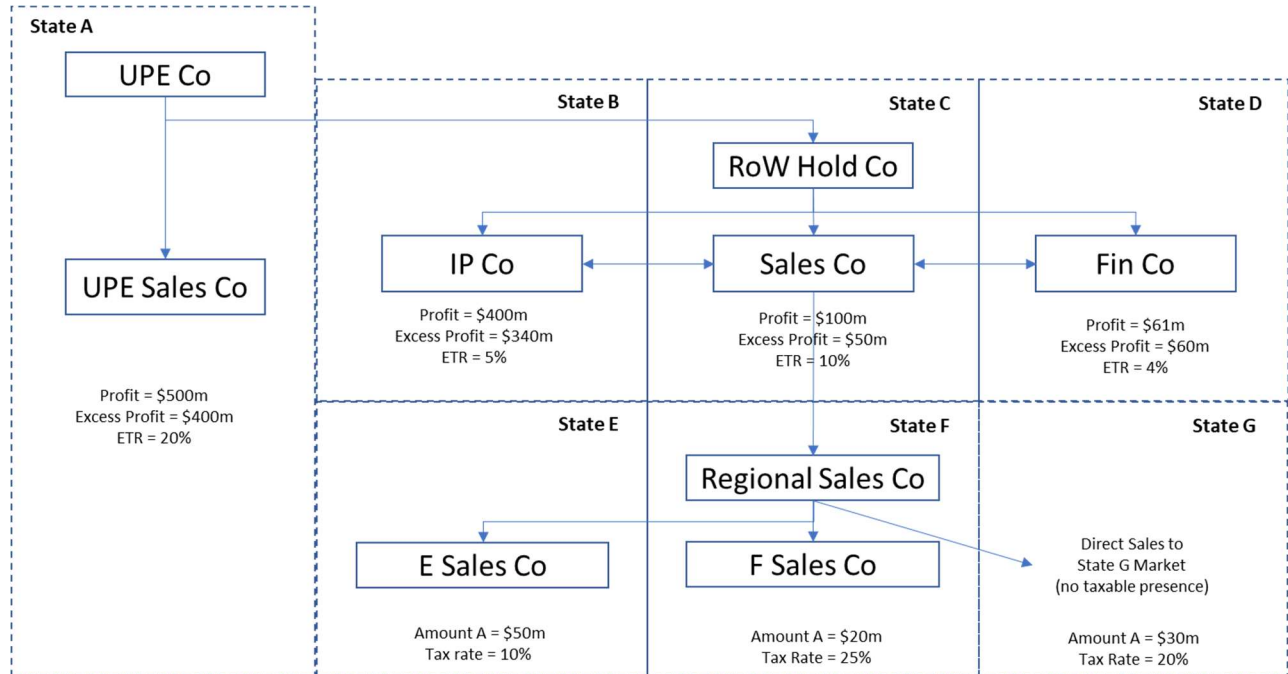 State A
UPE Co
UPE Sales Co
Profit = $500m
Excess Profit = $400m
ETR = 20%
State B
IP Co
Profit = $400m
Excess Profit = $340m
ETR = 5%
State C
RoW Hold Co
Sales Co
Profit = $100m
Excess Profit = $50m
ETR = 10%
State D
Fin Co
Profit = $61m
Excess Profit = $60m
ETR = 4%
State E
E Sales Co
Amount A = $50m
Tax rate = 10%
State F
Regional Sales Co
F Sales Co
Amount A = $20m
Tax Rate = 25%
State G
Direct Sales to
State G Market
(no taxable presence)
Amount A = $30m
Tax Rate = 20%